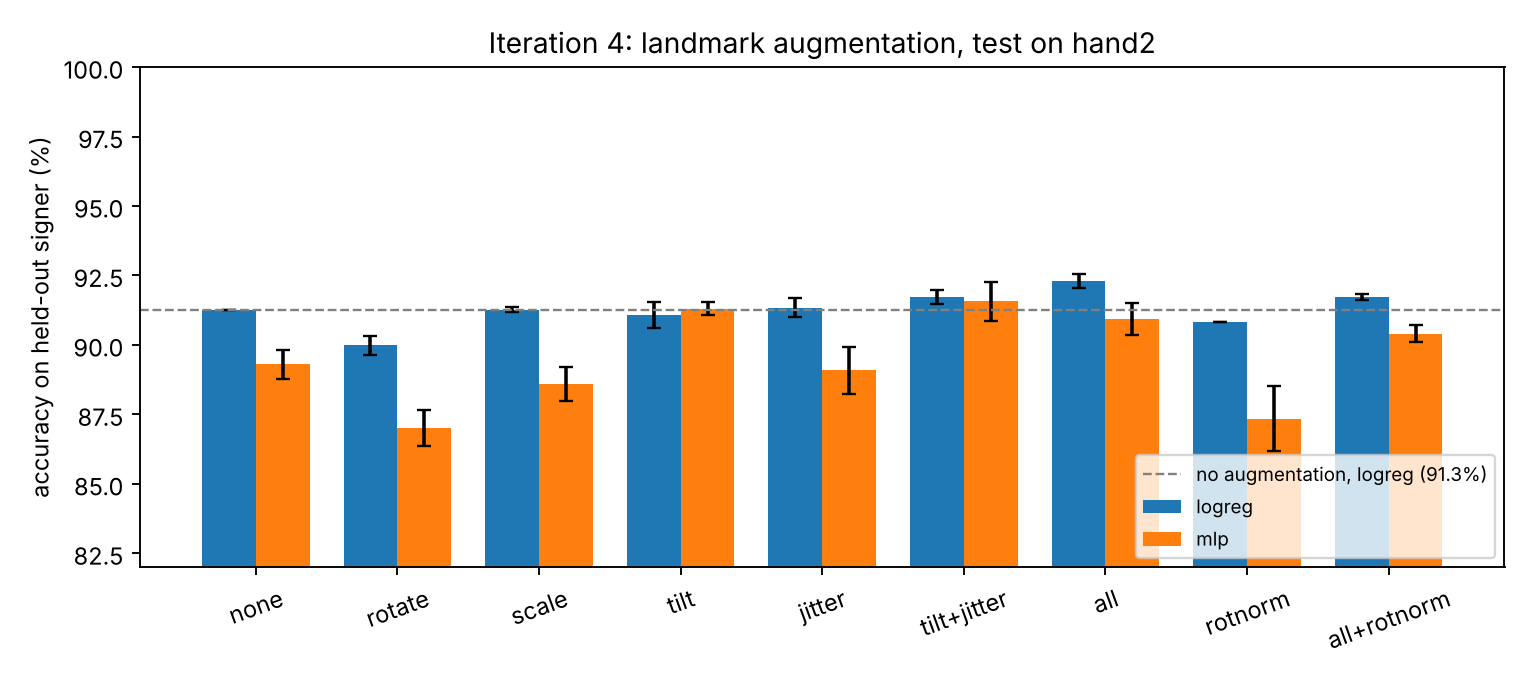 Iteration 4: landmark augmentation, test on hand2
accuracy on held-out signer (%)
100.0
97.5
95.0
92.5
90.0
87.5
85.0
82.5
no augmentation, logreg (91.3%)
logreg
mlp
none
rotate
scale
tilt
jitter
tilt+jitter
all
rotnorm
all+rotnorm